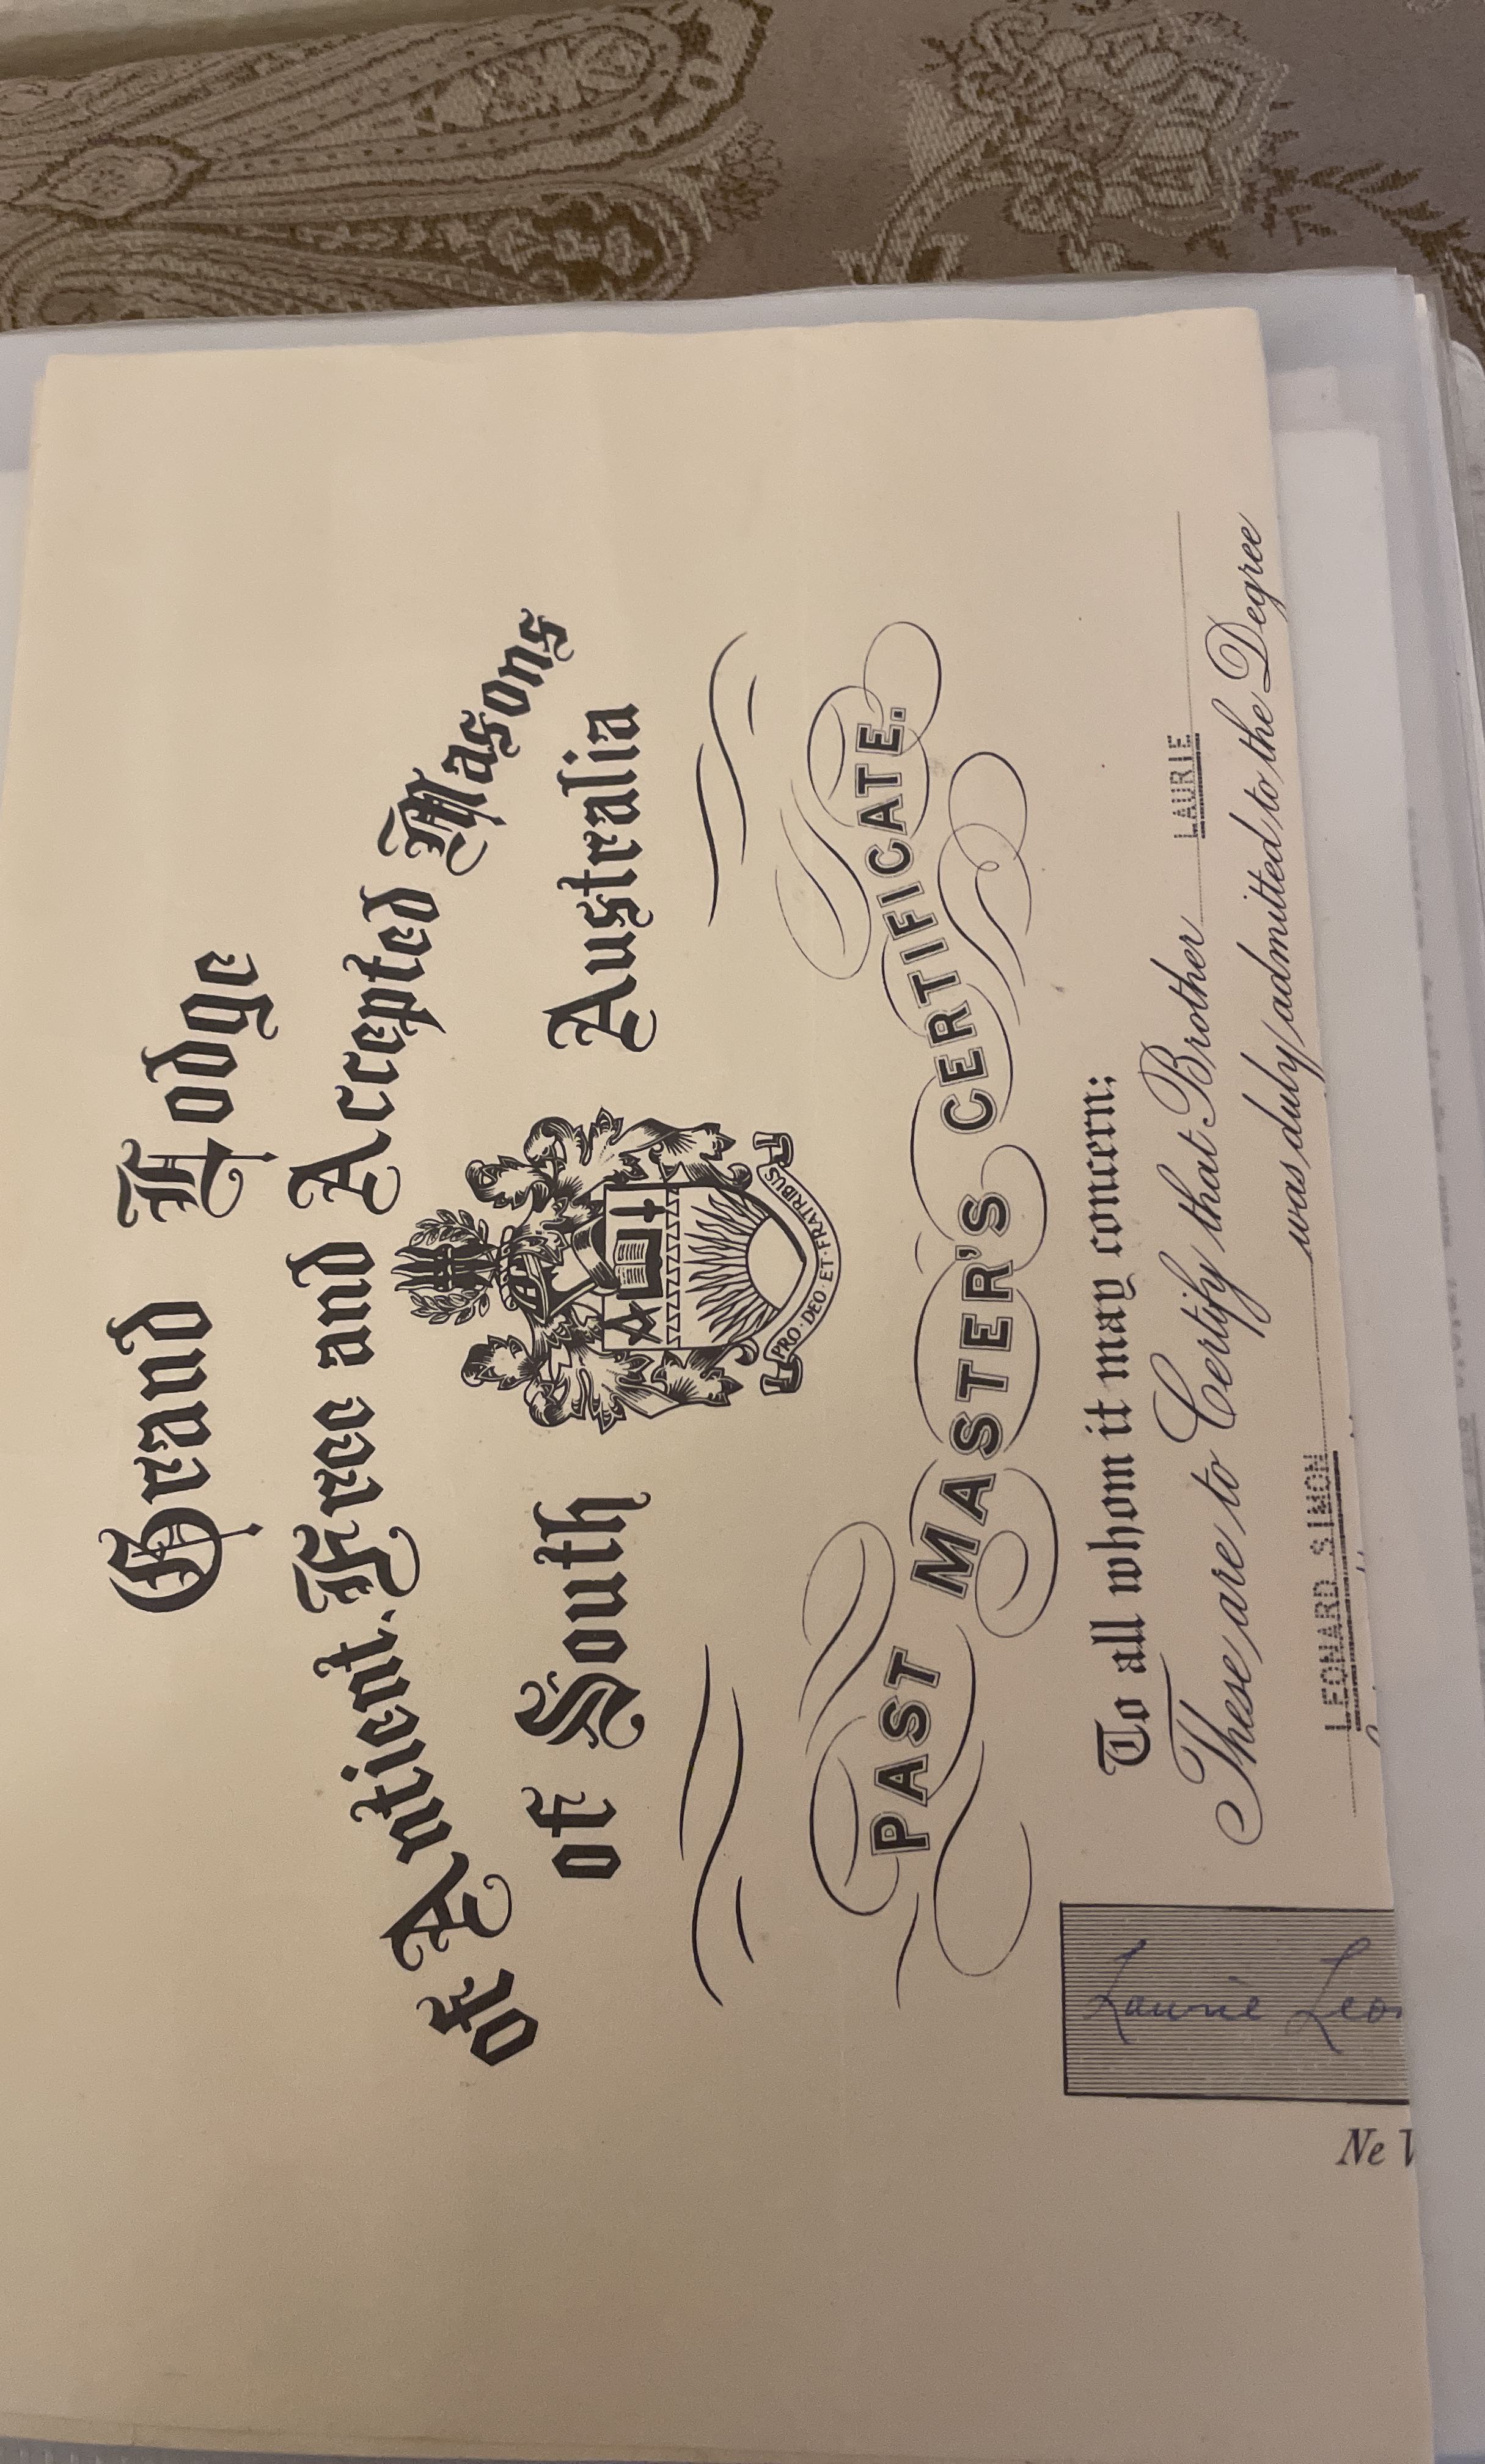 Grand Lodge
of Antient, Free and Accepted Masons
of South Australia
PRO · DEO · ET · FRATRIBUS
PAST MASTER'S CERTIFICATE.
To all whom it may concern:
These are to Certify that Brother LAURIE
LEONARD SIMON was duly admitted to the Degree
Laurie Leo
Ne V